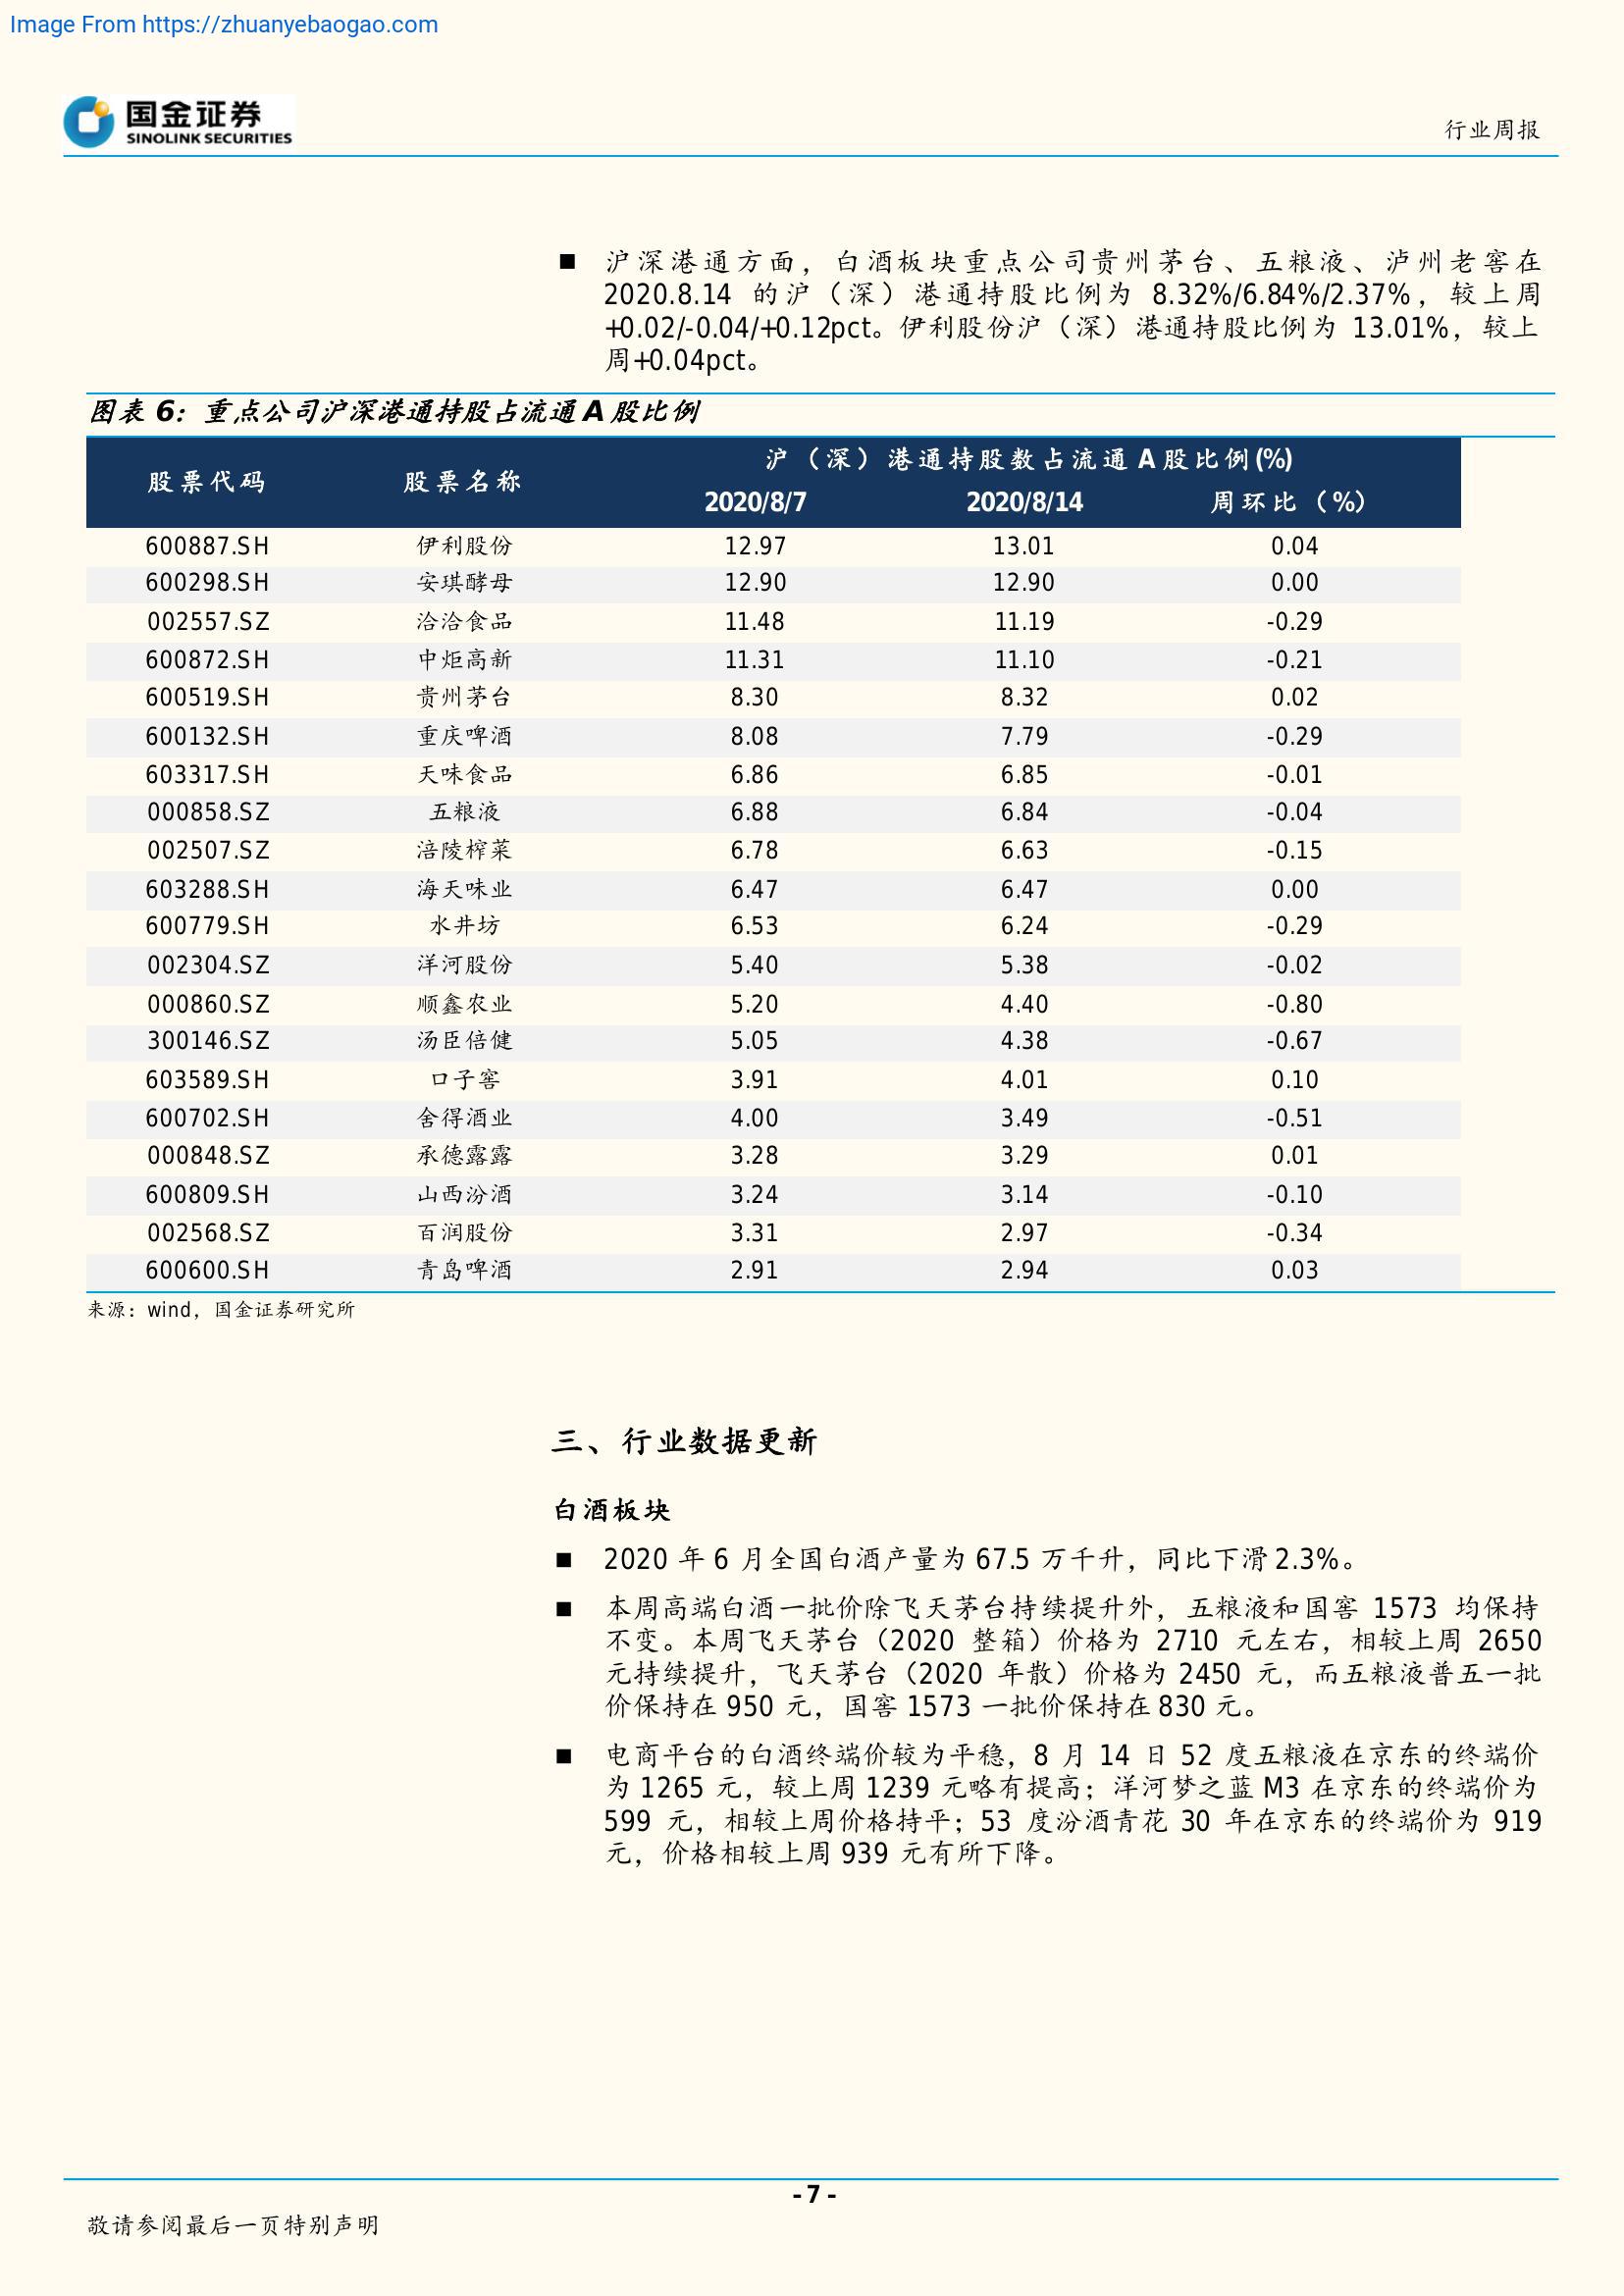 Image From https://zhuanyebaogao.com
国金证券
SINOLINK SECURITIES
行业周报
■ 沪深港通方面，白酒板块重点公司贵州茅台、五粮液、泸州老窖在
2020.8.14 的沪（深）港通持股比例为 8.32%/6.84%/2.37%，较上周
+0.02/-0.04/+0.12pct。伊利股份沪（深）港通持股比例为 13.01%，较上
周+0.04pct。
图表 6：重点公司沪深港通持股占流通 A 股比例
股票代码 股票名称 沪（深）港通持股数占流通 A 股比例(%)
2020/8/7 2020/8/14 周环比（%）
600887.SH 伊利股份 12.97 13.01 0.04
600298.SH 安琪酵母 12.90 12.90 0.00
002557.SZ 洽洽食品 11.48 11.19 -0.29
600872.SH 中炬高新 11.31 11.10 -0.21
600519.SH 贵州茅台 8.30 8.32 0.02
600132.SH 重庆啤酒 8.08 7.79 -0.29
603317.SH 天味食品 6.86 6.85 -0.01
000858.SZ 五粮液 6.88 6.84 -0.04
002507.SZ 涪陵榨菜 6.78 6.63 -0.15
603288.SH 海天味业 6.47 6.47 0.00
600779.SH 水井坊 6.53 6.24 -0.29
002304.SZ 洋河股份 5.40 5.38 -0.02
000860.SZ 顺鑫农业 5.20 4.40 -0.80
300146.SZ 汤臣倍健 5.05 4.38 -0.67
603589.SH 口子窖 3.91 4.01 0.10
600702.SH 舍得酒业 4.00 3.49 -0.51
000848.SZ 承德露露 3.28 3.29 0.01
600809.SH 山西汾酒 3.24 3.14 -0.10
002568.SZ 百润股份 3.31 2.97 -0.34
600600.SH 青岛啤酒 2.91 2.94 0.03
来源：wind，国金证券研究所
三、行业数据更新
白酒板块
■ 2020 年 6 月全国白酒产量为 67.5 万千升，同比下滑 2.3%。
■ 本周高端白酒一批价除飞天茅台持续提升外，五粮液和国窖 1573 均保持
不变。本周飞天茅台（2020 整箱）价格为 2710 元左右，相较上周 2650
元持续提升，飞天茅台（2020 年散）价格为 2450 元，而五粮液普五一批
价保持在 950 元，国窖 1573 一批价保持在 830 元。
■ 电商平台的白酒终端价较为平稳，8 月 14 日 52 度五粮液在京东的终端价
为 1265 元，较上周 1239 元略有提高；洋河梦之蓝 M3 在京东的终端价为
599 元，相较上周价格持平；53 度汾酒青花 30 年在京东的终端价为 919
元，价格相较上周 939 元有所下降。
- 7 -
敬请参阅最后一页特别声明